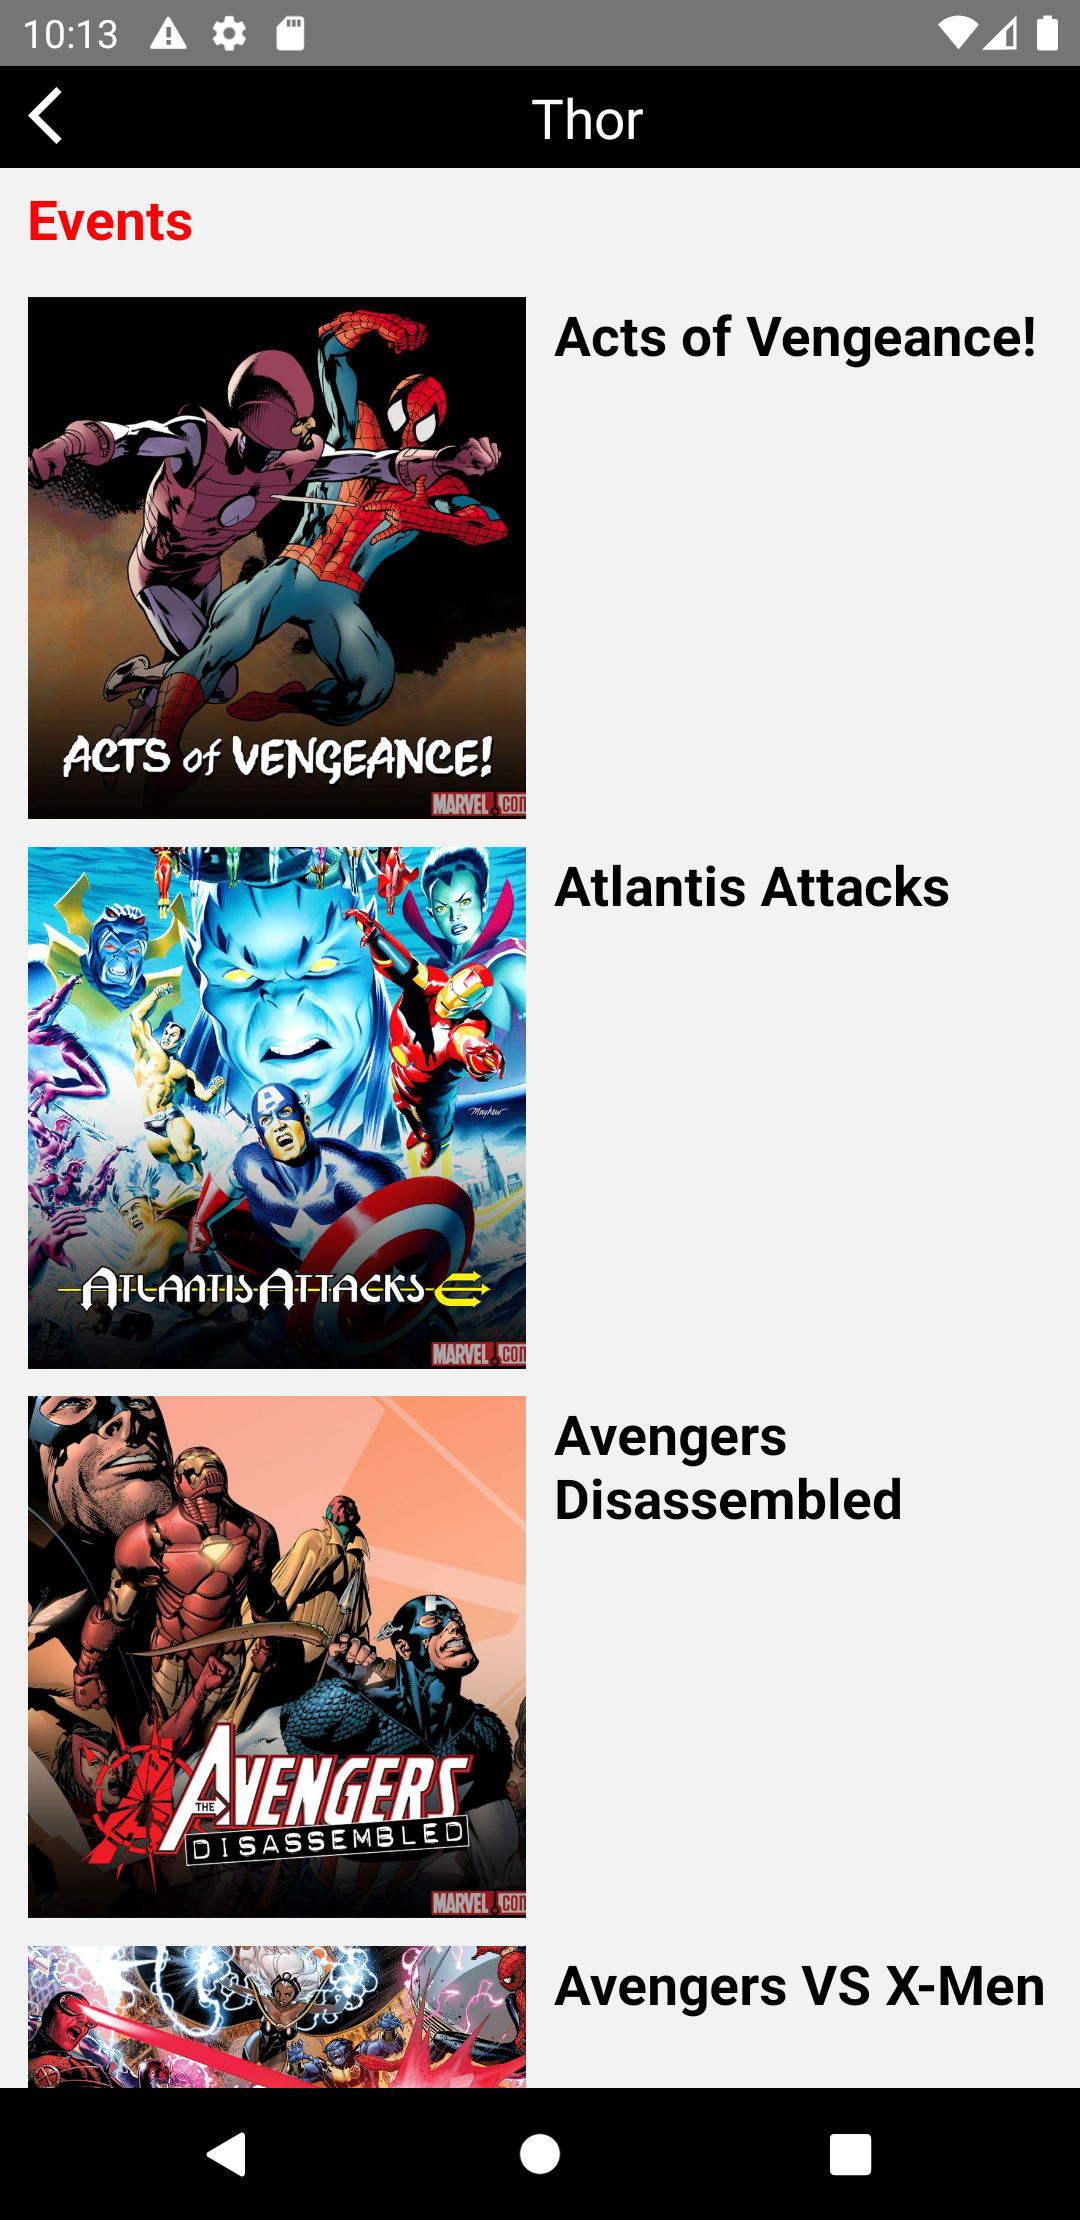 10:13
Thor
Events
Acts of Vengeance!
ACTS of VENGEANCE!
MARVEL.COM
Atlantis Attacks
Mayhew
ATLANTIS ATTACKS
MARVEL.COM
Avengers
Disassembled
THE AVENGERS
DISASSEMBLED
MARVEL.COM
Avengers VS X-Men